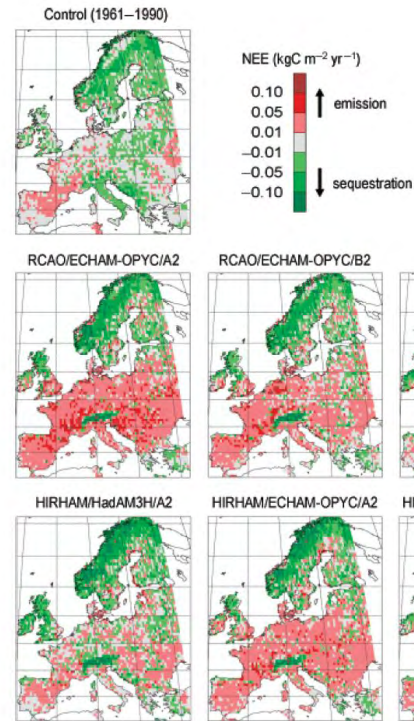 Control (1961–1990)
NEE (kgC m⁻² yr⁻¹)
0.10
0.05
0.01
−0.01
−0.05
−0.10
emission
sequestration
RCAO/ECHAM-OPYC/A2
RCAO/ECHAM-OPYC/B2
HIRHAM/HadAM3H/A2
HIRHAM/ECHAM-OPYC/A2
HI